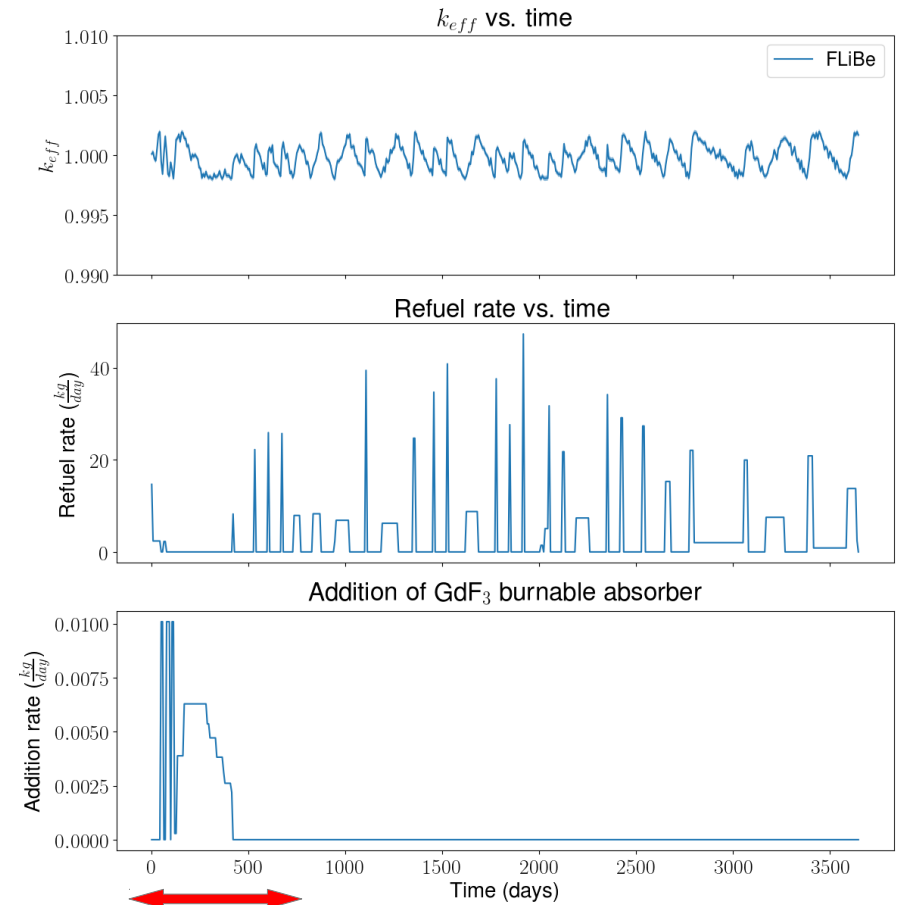 k_eff vs. time
1.010
1.005
1.000
0.995
0.990
k_eff
FLiBe
Refuel rate vs. time
40
20
0
Refuel rate (kg/day)
Addition of GdF₃ burnable absorber
0.0100
0.0075
0.0050
0.0025
0.0000
Addition rate (kg/day)
0 500 1000 1500 2000 2500 3000 3500
Time (days)